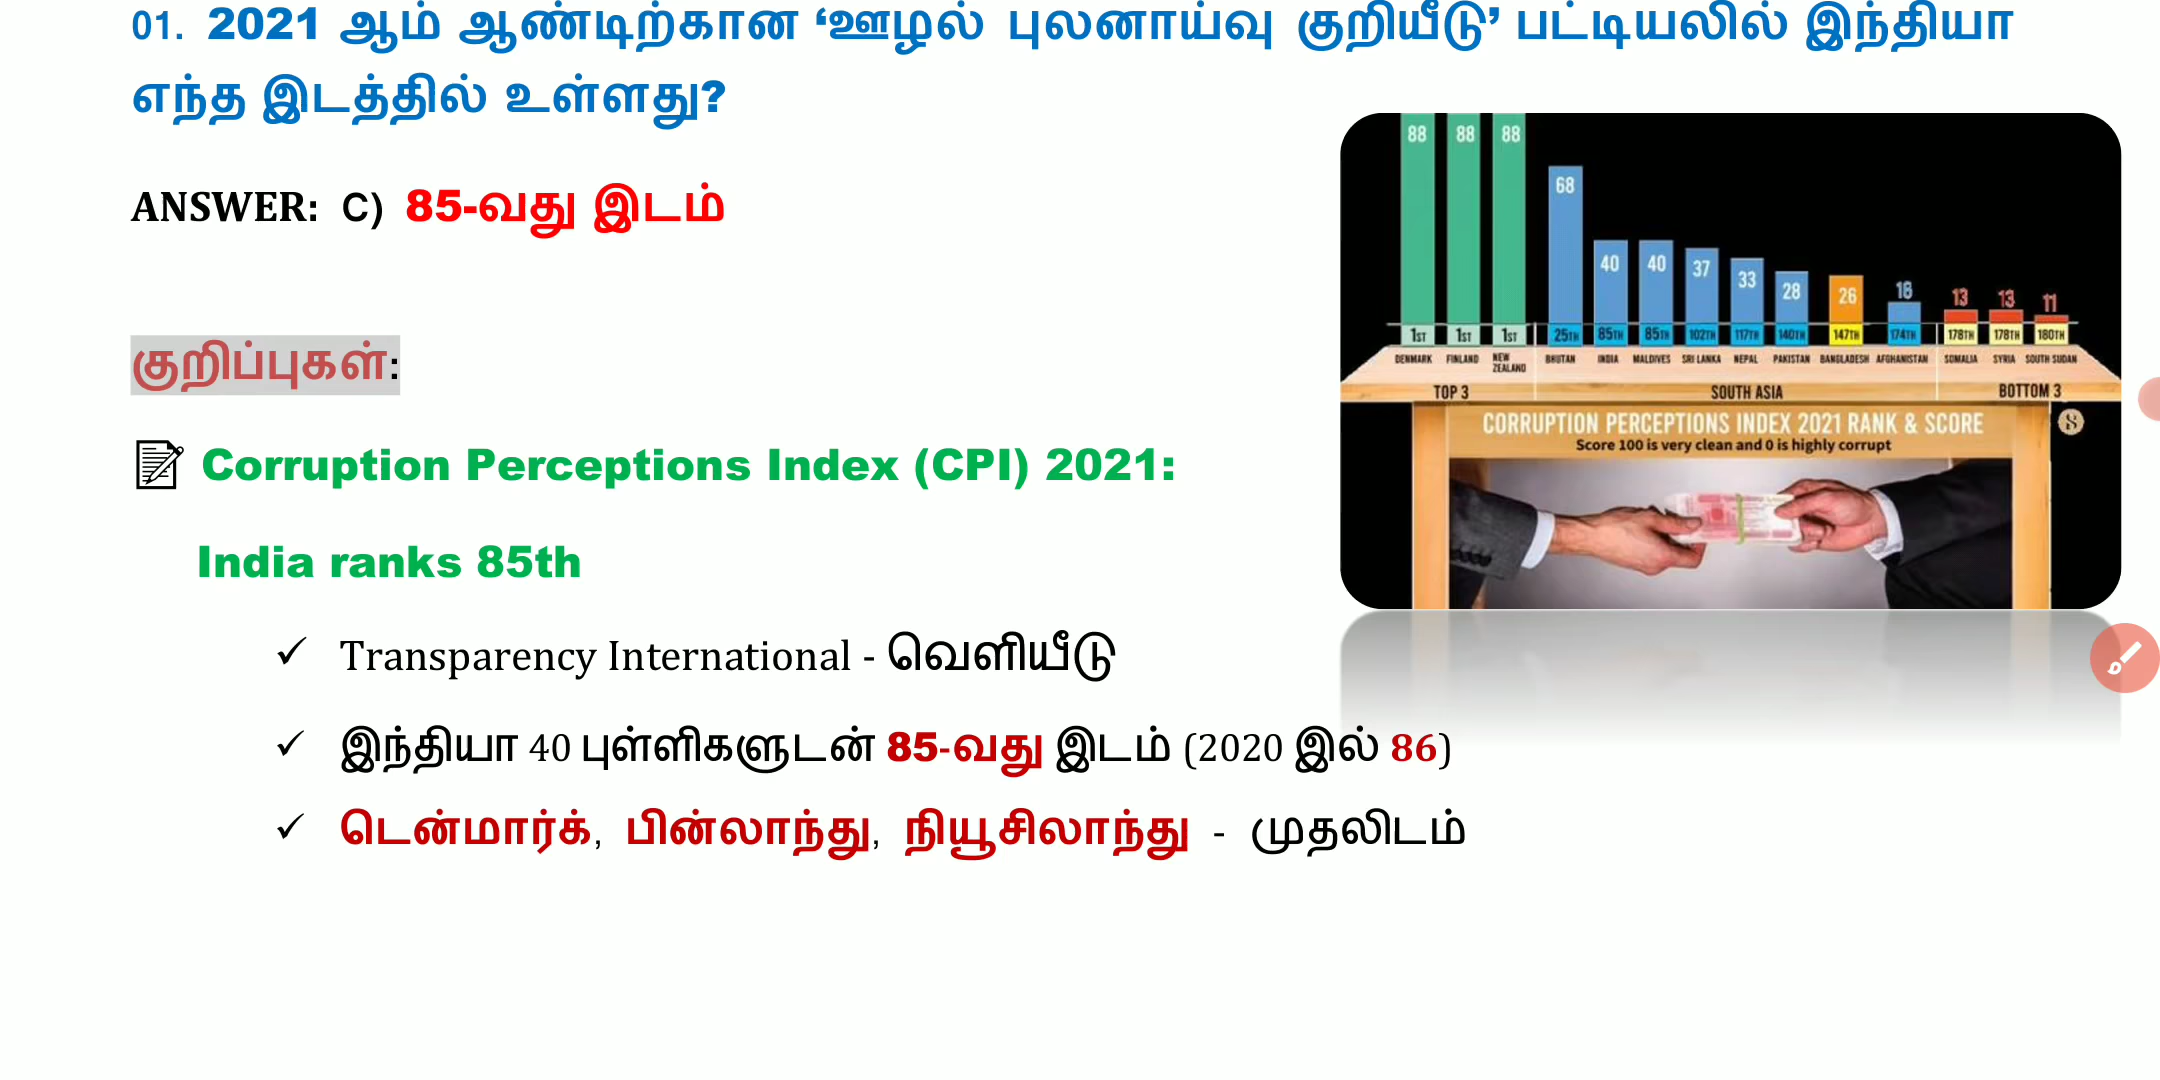 01. 2021 ஆம் ஆண்டிற்கான ‘ஊழல் புலனாய்வு குறியீடு’ பட்டியலில் இந்தியா
எந்த இடத்தில் உள்ளது?
ANSWER: C) 85-வது இடம்
குறிப்புகள்:
Corruption Perceptions Index (CPI) 2021:
India ranks 85th
✓ Transparency International - வெளியீடு
✓ இந்தியா 40 புள்ளிகளுடன் 85-வது இடம் (2020 இல் 86)
✓ டென்மார்க், பின்லாந்து, நியூசிலாந்து - முதலிடம்
88 88 88 68 40 40 37 33 28 26 16 13 13 11
1ST 1ST 1ST 25TH 85TH 85TH 102TH 117TH 140TH 147TH 174TH 178TH 178TH 180TH
DENMARK FINLAND NEW ZEALAND BHUTAN INDIA MALDIVES SRI LANKA NEPAL PAKISTAN BANGLADESH AFGHANISTAN SOMALIA SYRIA SOUTH SUDAN
TOP 3 SOUTH ASIA BOTTOM 3
CORRUPTION PERCEPTIONS INDEX 2021 RANK & SCORE
Score 100 is very clean and 0 is highly corrupt